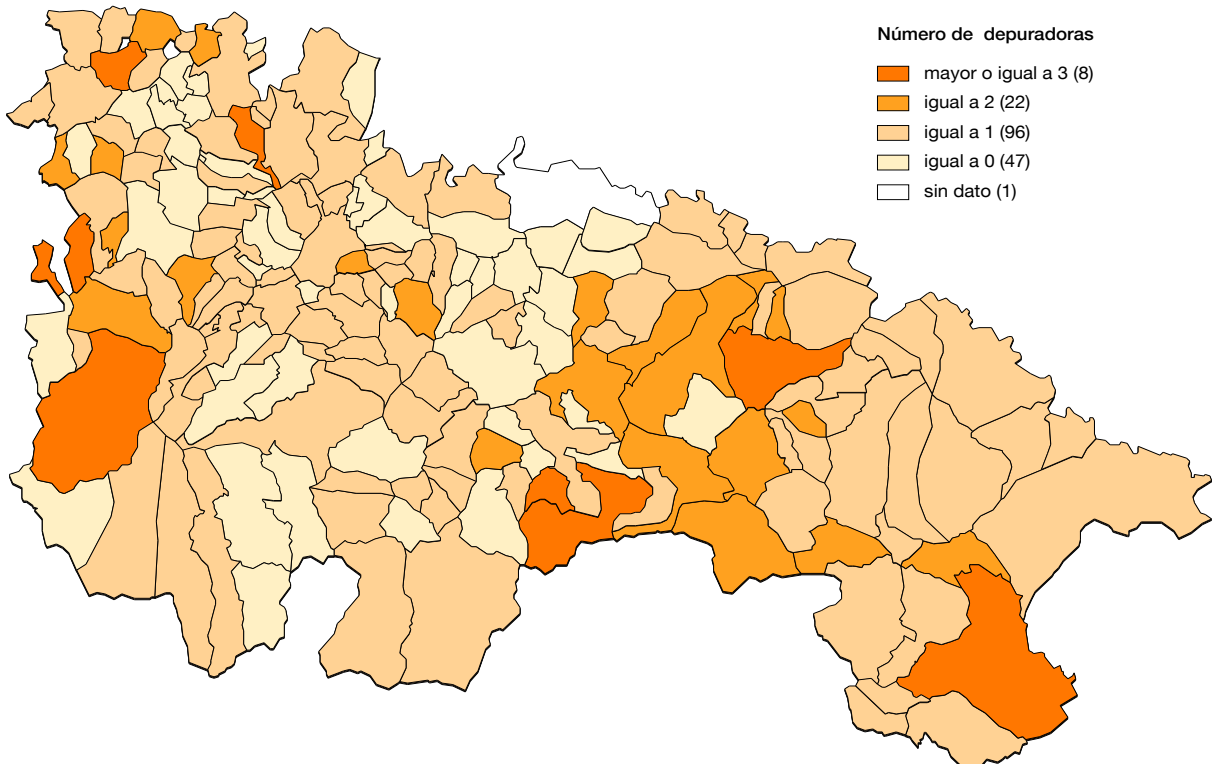 Número de depuradoras
mayor o igual a 3 (8)
igual a 2 (22)
igual a 1 (96)
igual a 0 (47)
sin dato (1)